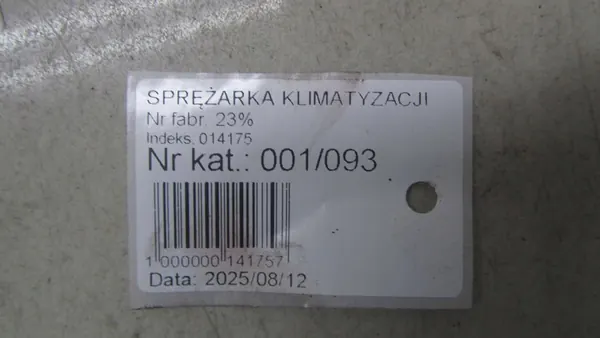 SPRĘŻARKA KLIMATYZACJI
Nr fabr. 23%
Indeks. 014175
Nr kat.: 001/093
1 000000 141757
Data: 2025/08/12